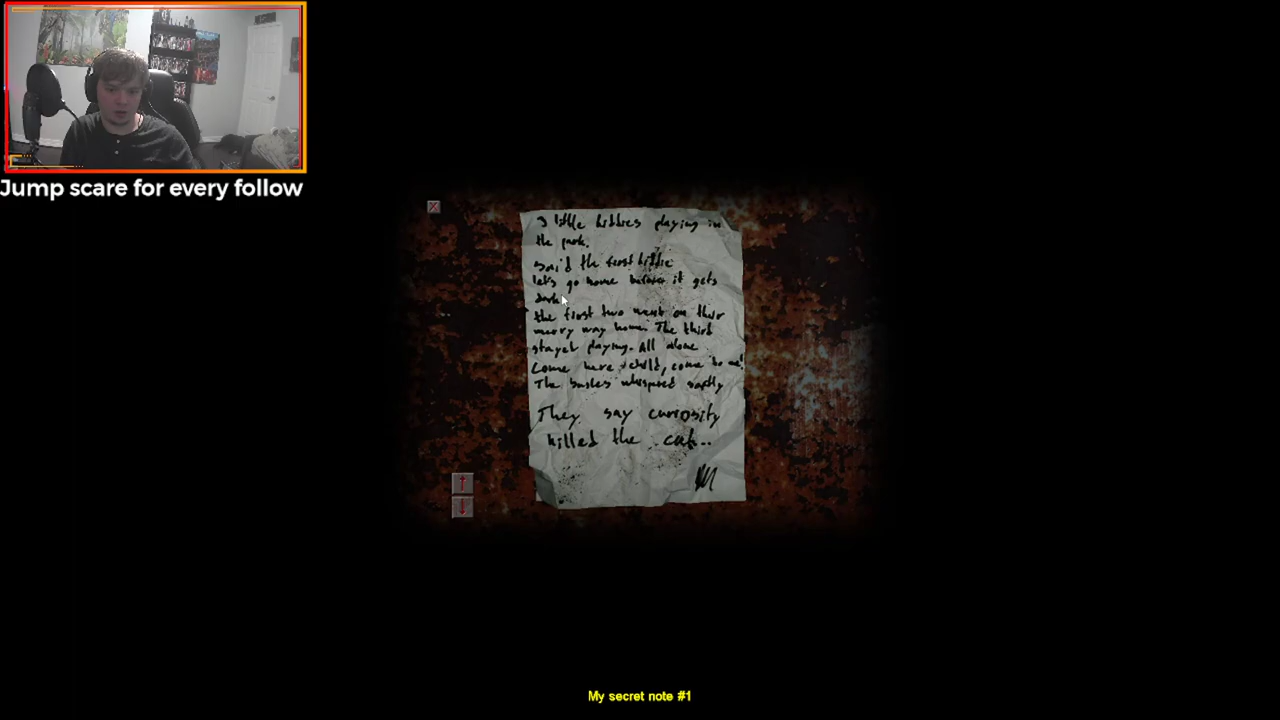 Jump scare for every follow
3 little kiddies playing in
the park.
Said the first kiddie
let's go home before it gets
dark
the first two went on their
merry way home. The third
stayed playing. All alone
Come here child, come to me!
The bushes whispered softly
They say curiosity
killed the cat..
My secret note #1